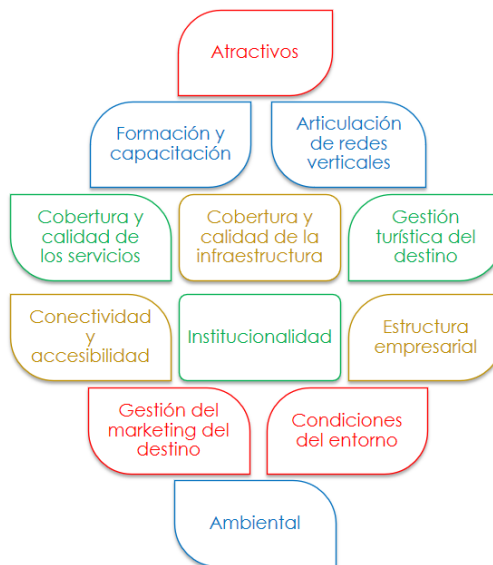 Atractivos
Formación y
capacitación
Articulación
de redes
verticales
Cobertura y
calidad de
los servicios
Cobertura y
calidad de la
infraestructura
Gestión
turística del
destino
Conectividad
y
accesibilidad
Institucionalidad
Estructura
empresarial
Gestión del
marketing del
destino
Condiciones
del entorno
Ambiental